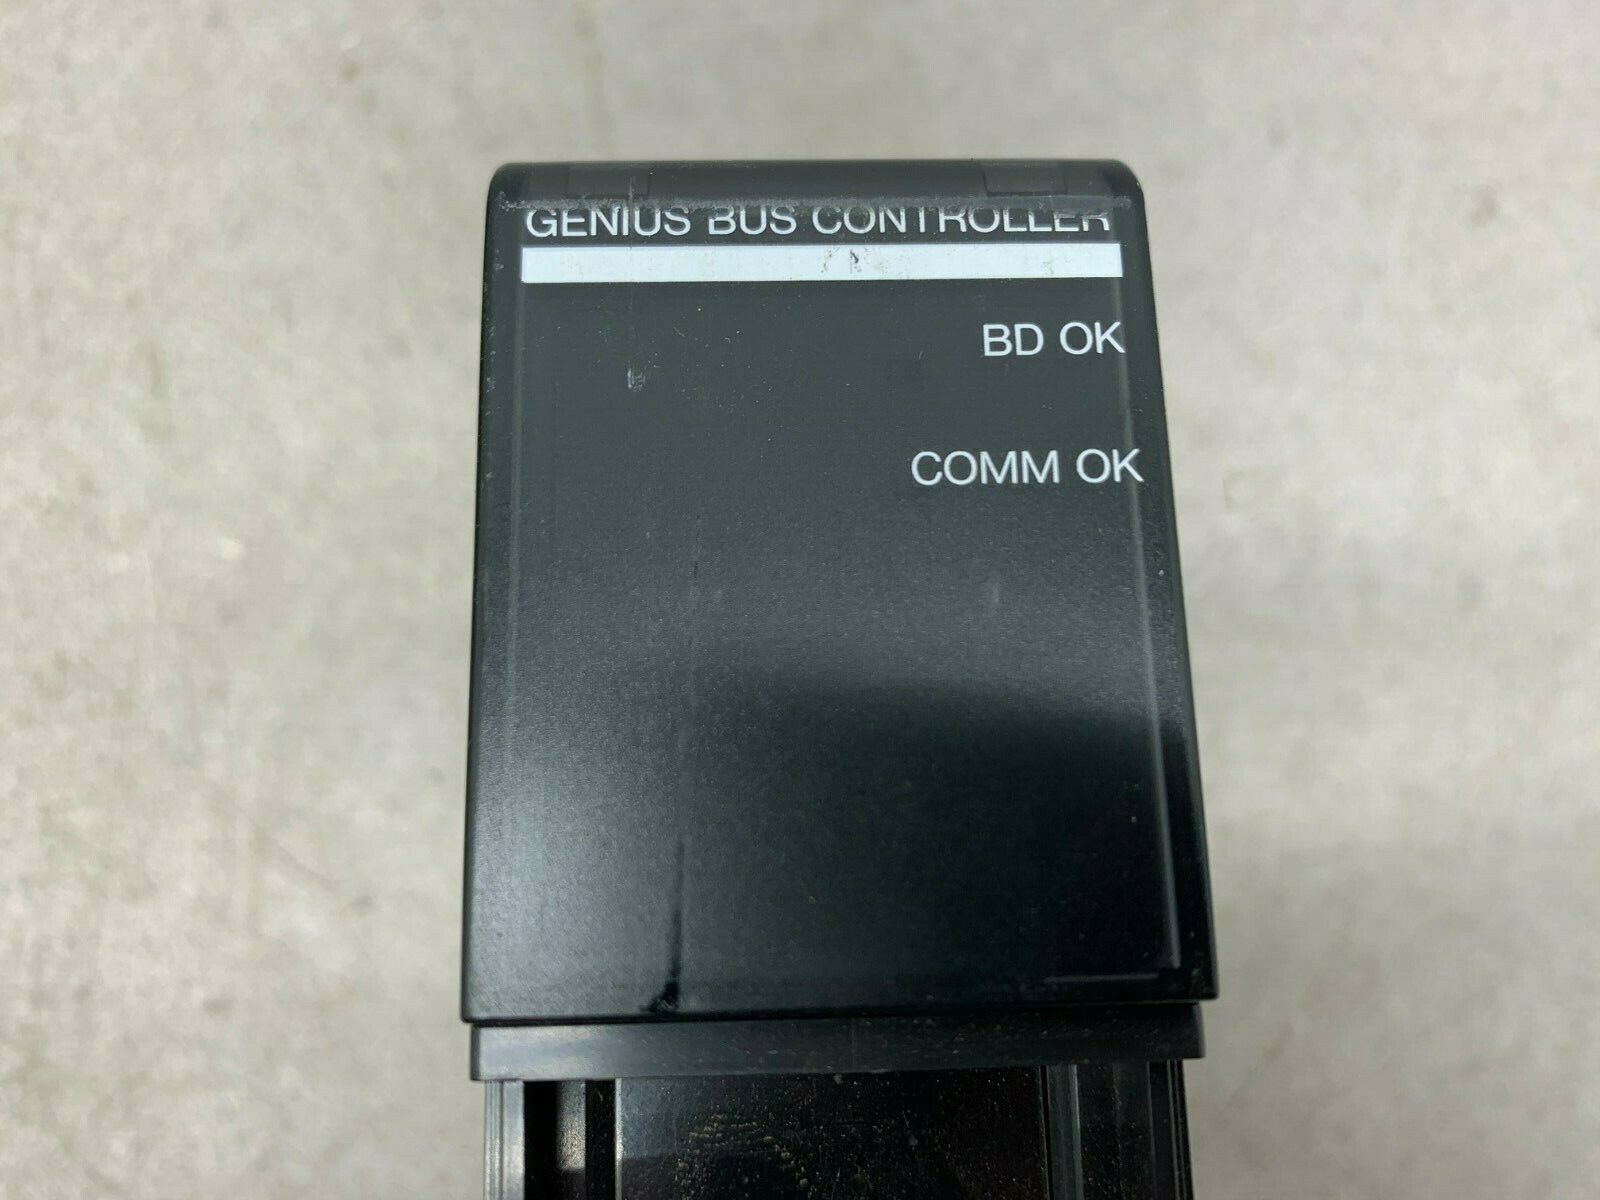 GENIUS BUS CONTROLLER
BD OK
COMM OK